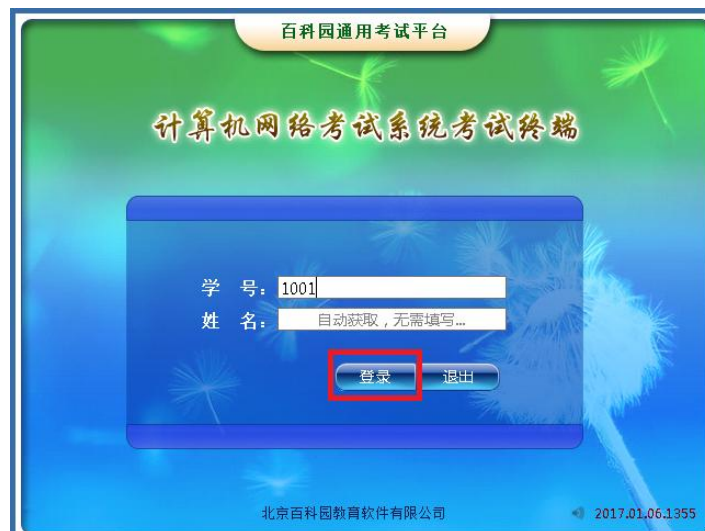 百科园通用考试平台
计算机网络考试系统考试终端
学 号：1001
姓 名：自动获取，无需填写...
登录 退出
北京百科园教育软件有限公司 2017.01.06.1355